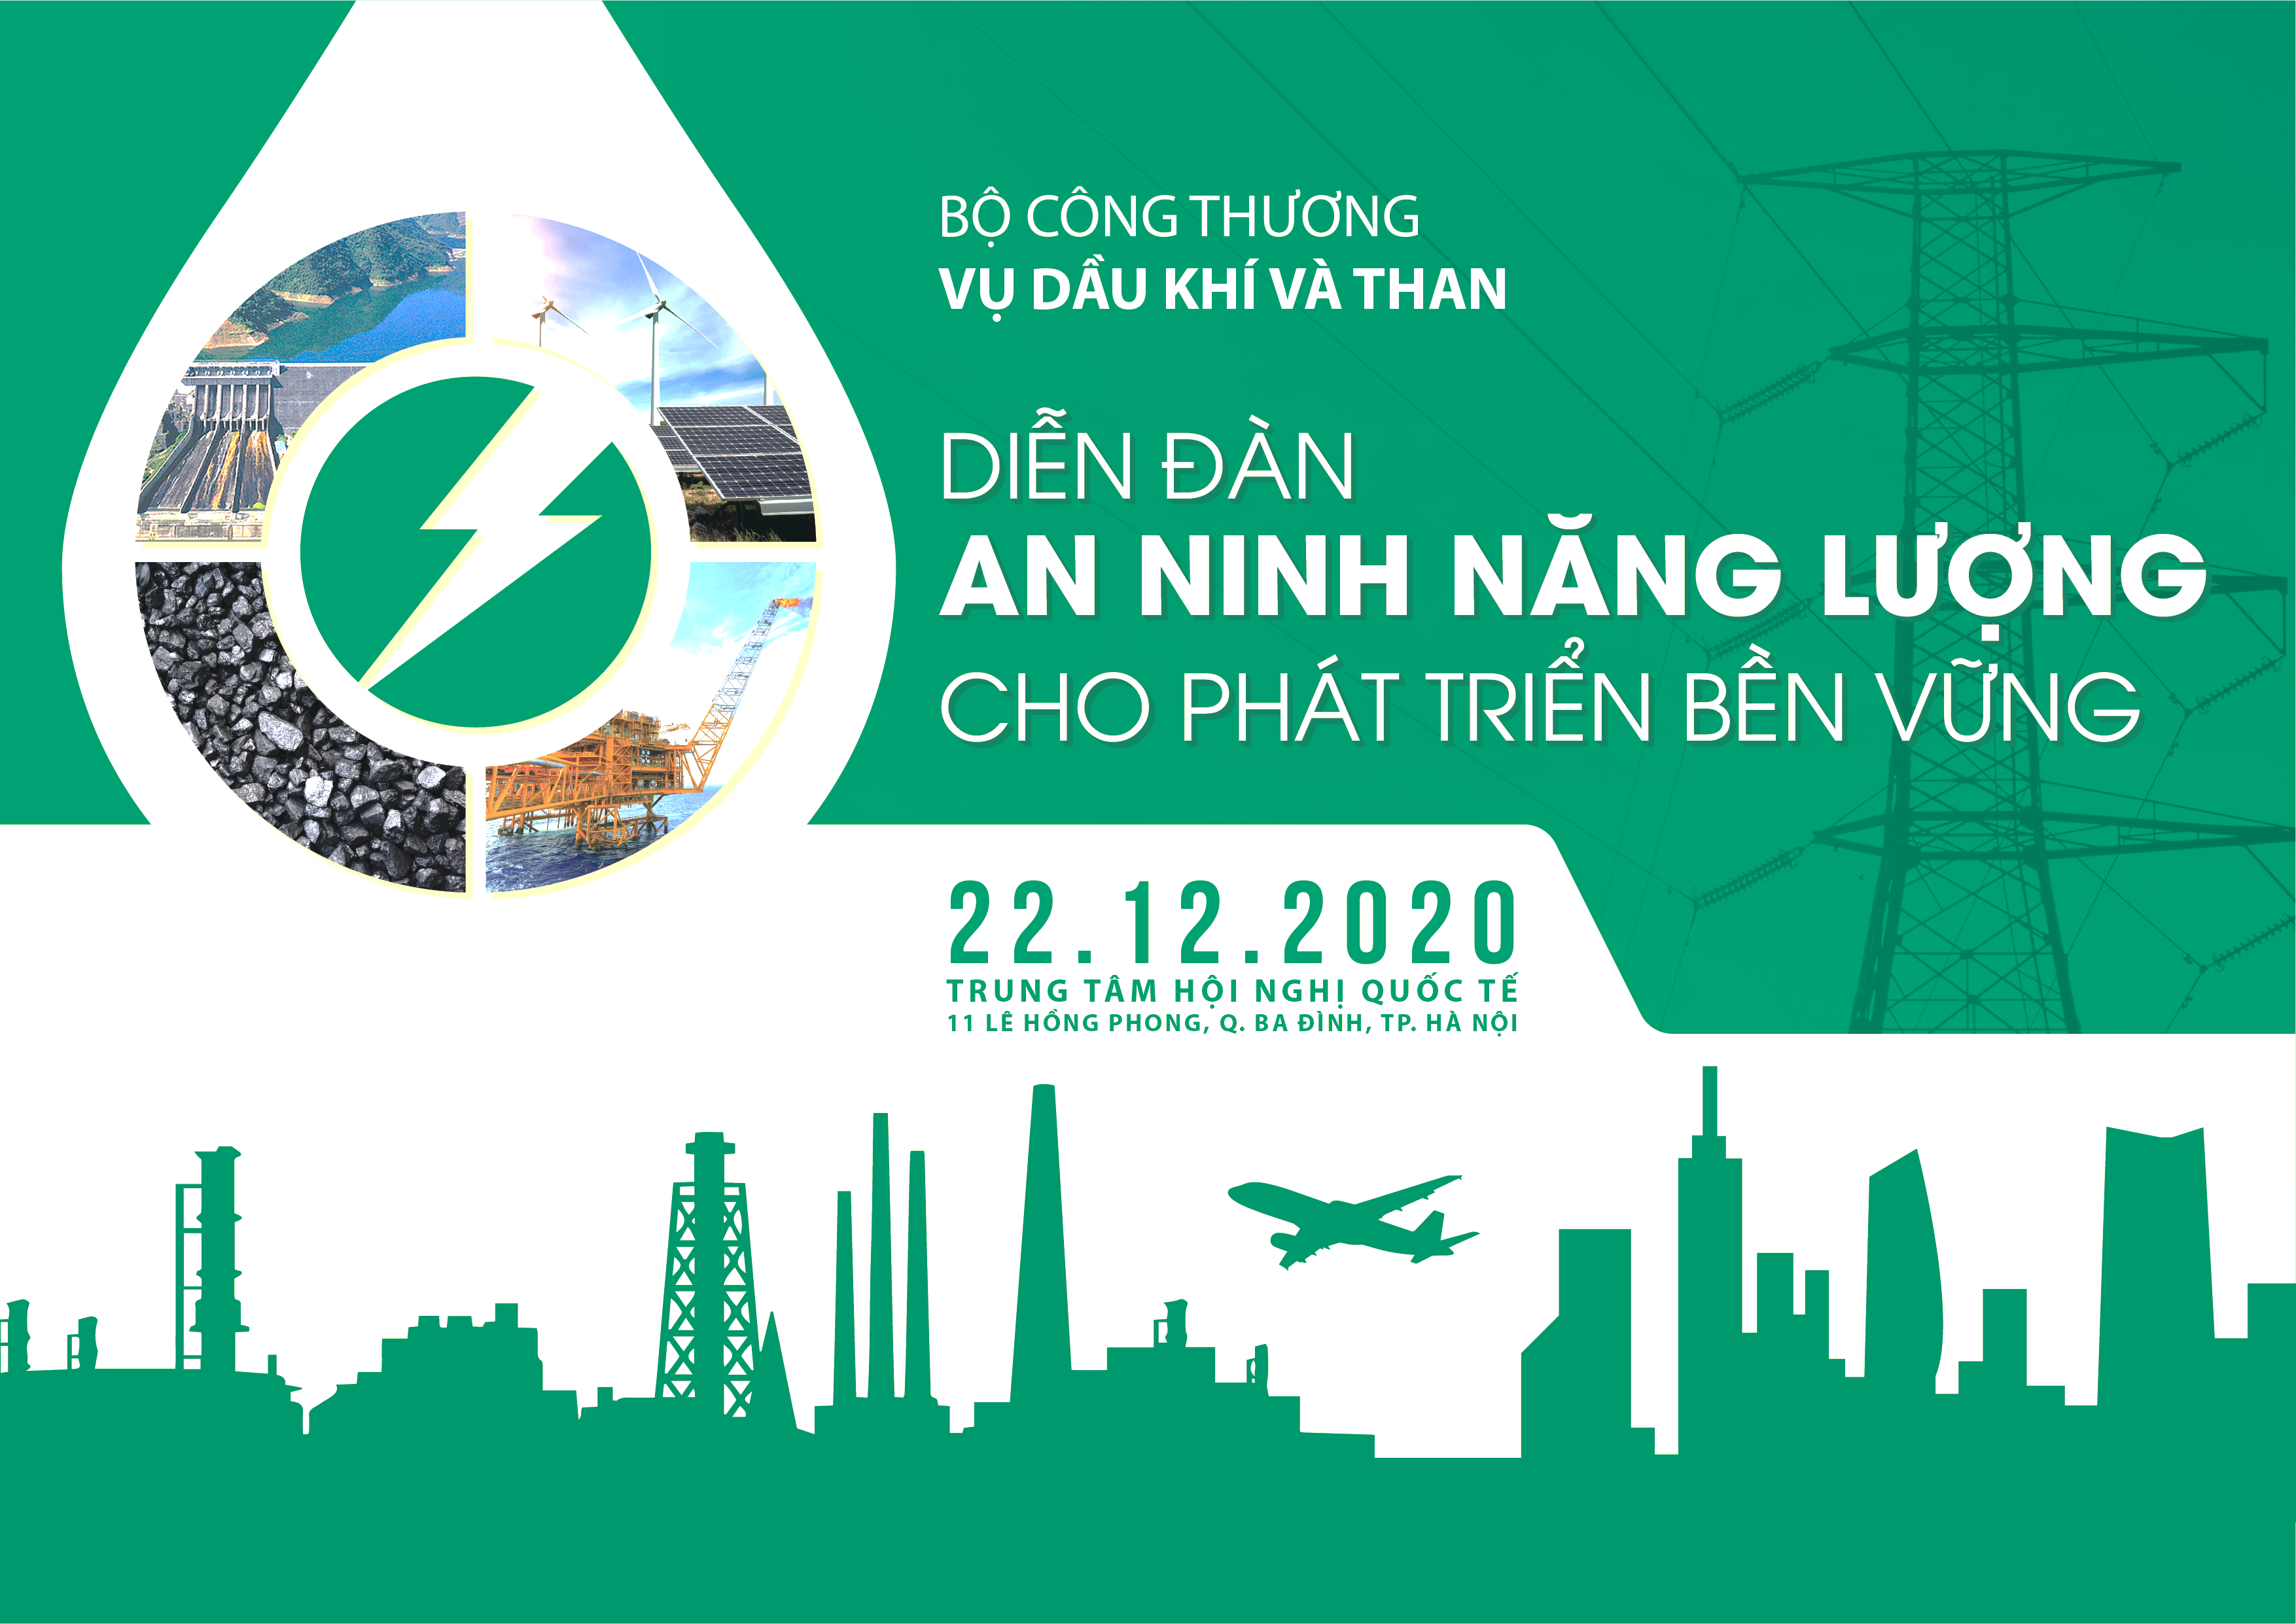 BỘ CÔNG THƯƠNG
VỤ DẦU KHÍ VÀ THAN
DIỄN ĐÀN
AN NINH NĂNG LƯỢNG
CHO PHÁT TRIỂN BỀN VỮNG
22.12.2020
TRUNG TÂM HỘI NGHỊ QUỐC TẾ
11 LÊ HỒNG PHONG, Q. BA ĐÌNH, TP. HÀ NỘI